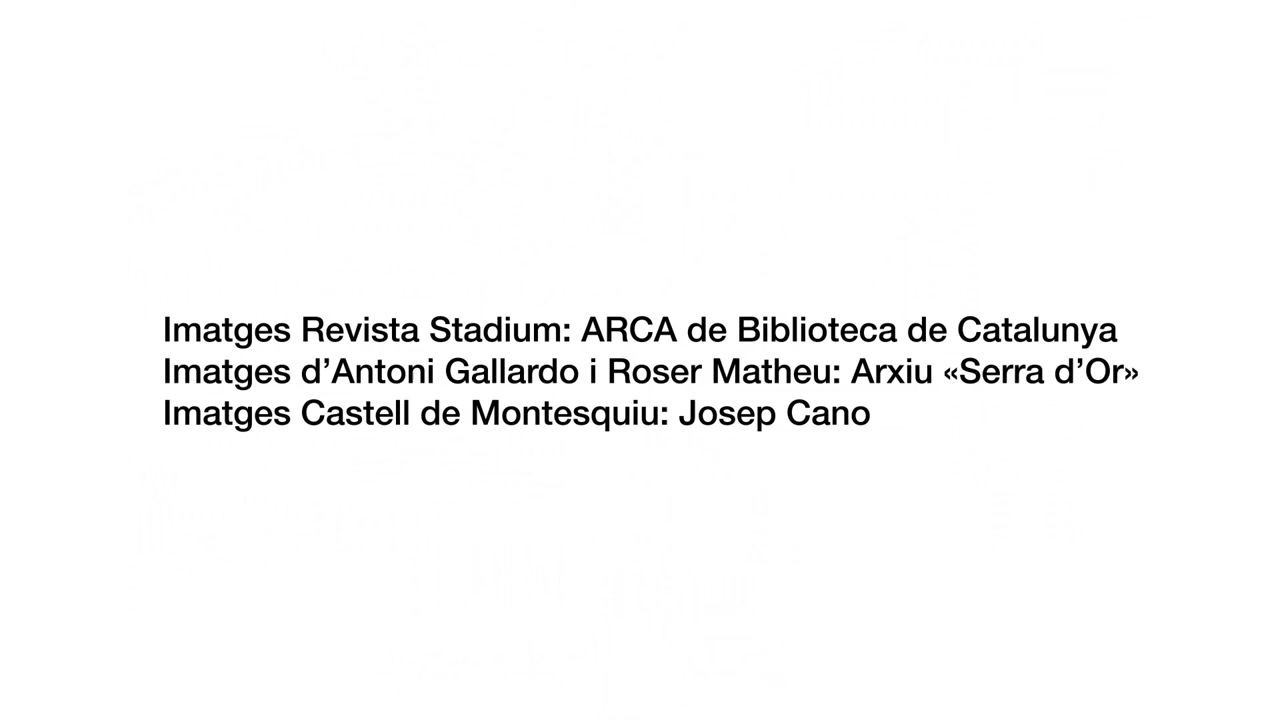 Imatges Revista Stadium: ARCA de Biblioteca de Catalunya
Imatges d’Antoni Gallardo i Roser Matheu: Arxiu «Serra d’Or»
Imatges Castell de Montesquiu: Josep Cano